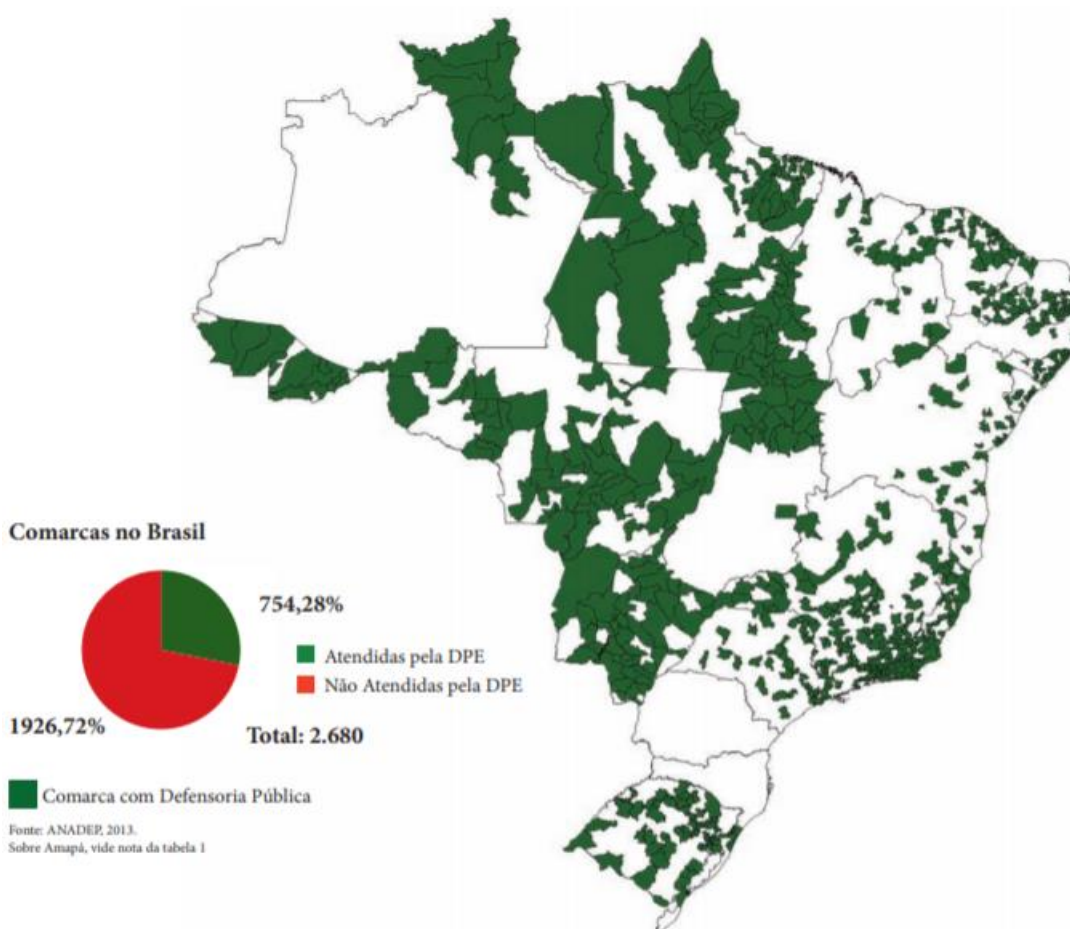 Comarcas no Brasil
754,28%
Atendidas pela DPE
Não Atendidas pela DPE
1926,72%
Total: 2.680
Comarca com Defensoria Pública
Fonte: ANADEP, 2013.
Sobre Amapá, vide nota da tabela 1